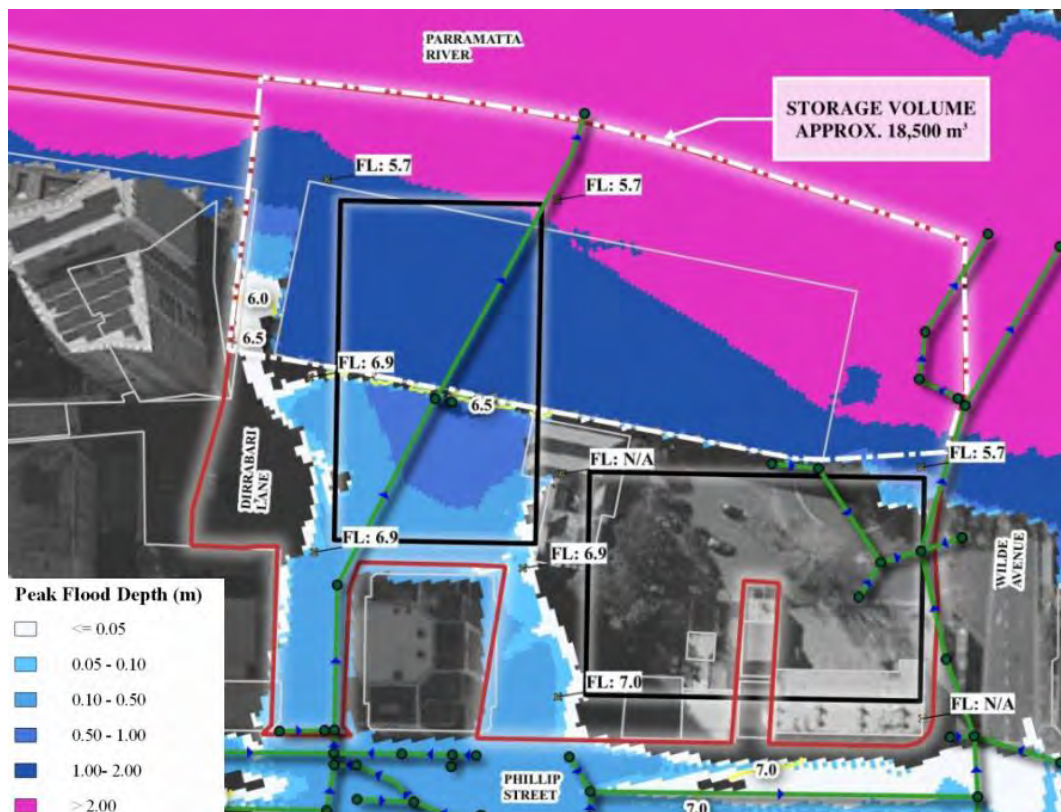 PARRAMATTA
RIVER
STORAGE VOLUME
APPROX. 18,500 m³
FL: 5.7
FL: 5.7
6.0
6.5
FL: 6.9
6.5
FL: N/A
FL: 5.7
DIRRABARI
LANE
FL: 6.9
FL: 6.9
WILDE
AVENUE
FL: 7.0
FL: N/A
PHILLIP
STREET
7.0
7.0
7.0
Peak Flood Depth (m)
<= 0.05
0.05 - 0.10
0.10 - 0.50
0.50 - 1.00
1.00- 2.00
> 2.00